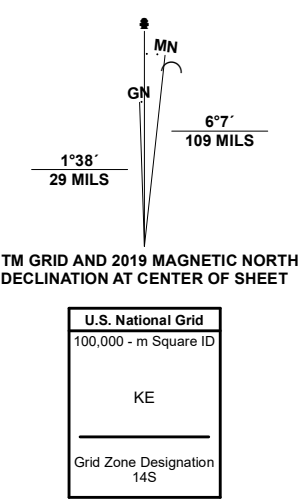 MN
GN
6°7´
109 MILS
1°38´
29 MILS
TM GRID AND 2019 MAGNETIC NORTH
DECLINATION AT CENTER OF SHEET
U.S. National Grid
100,000 - m Square ID
KE
Grid Zone Designation
14S